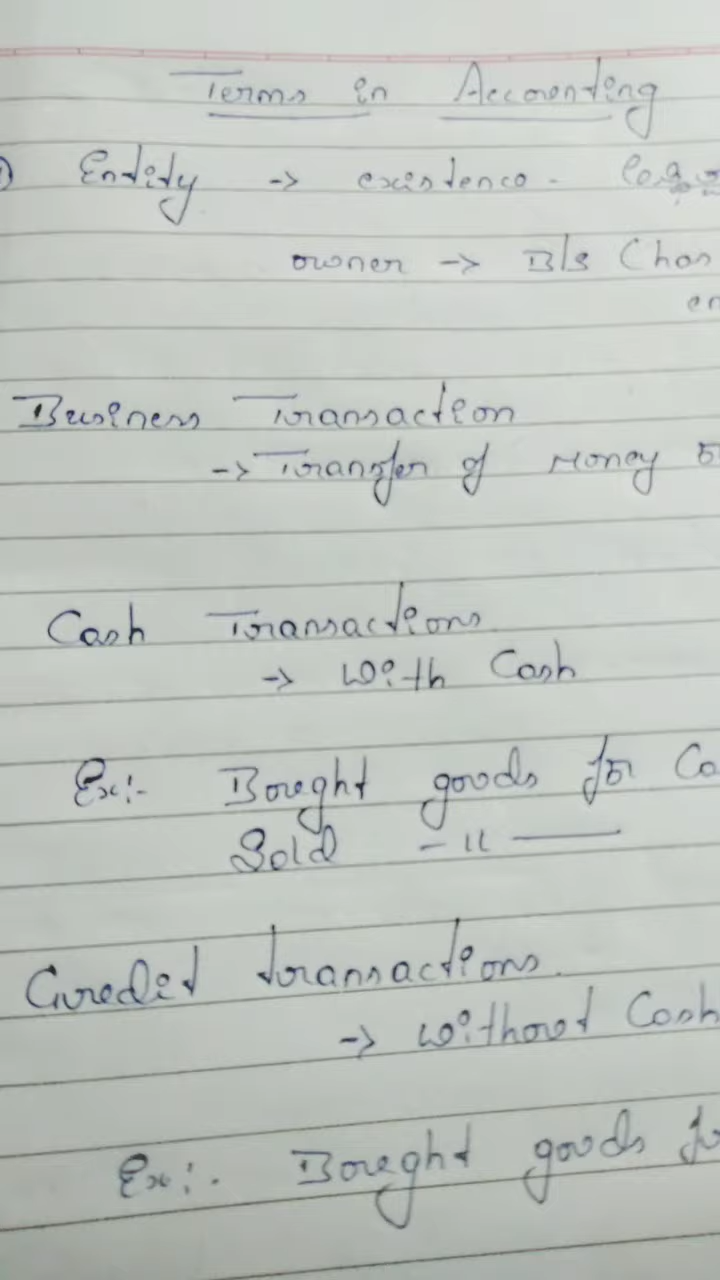 Terms in Accounting
Entity -> existence.
owner -> B/s
Business Transaction
-> Transfer of Money
Cash Transactions
-> With Cash
Ex:- Bought goods for
Sold -〃-
Credit transactions.
-> Without Cash
Ex:- Bought goods